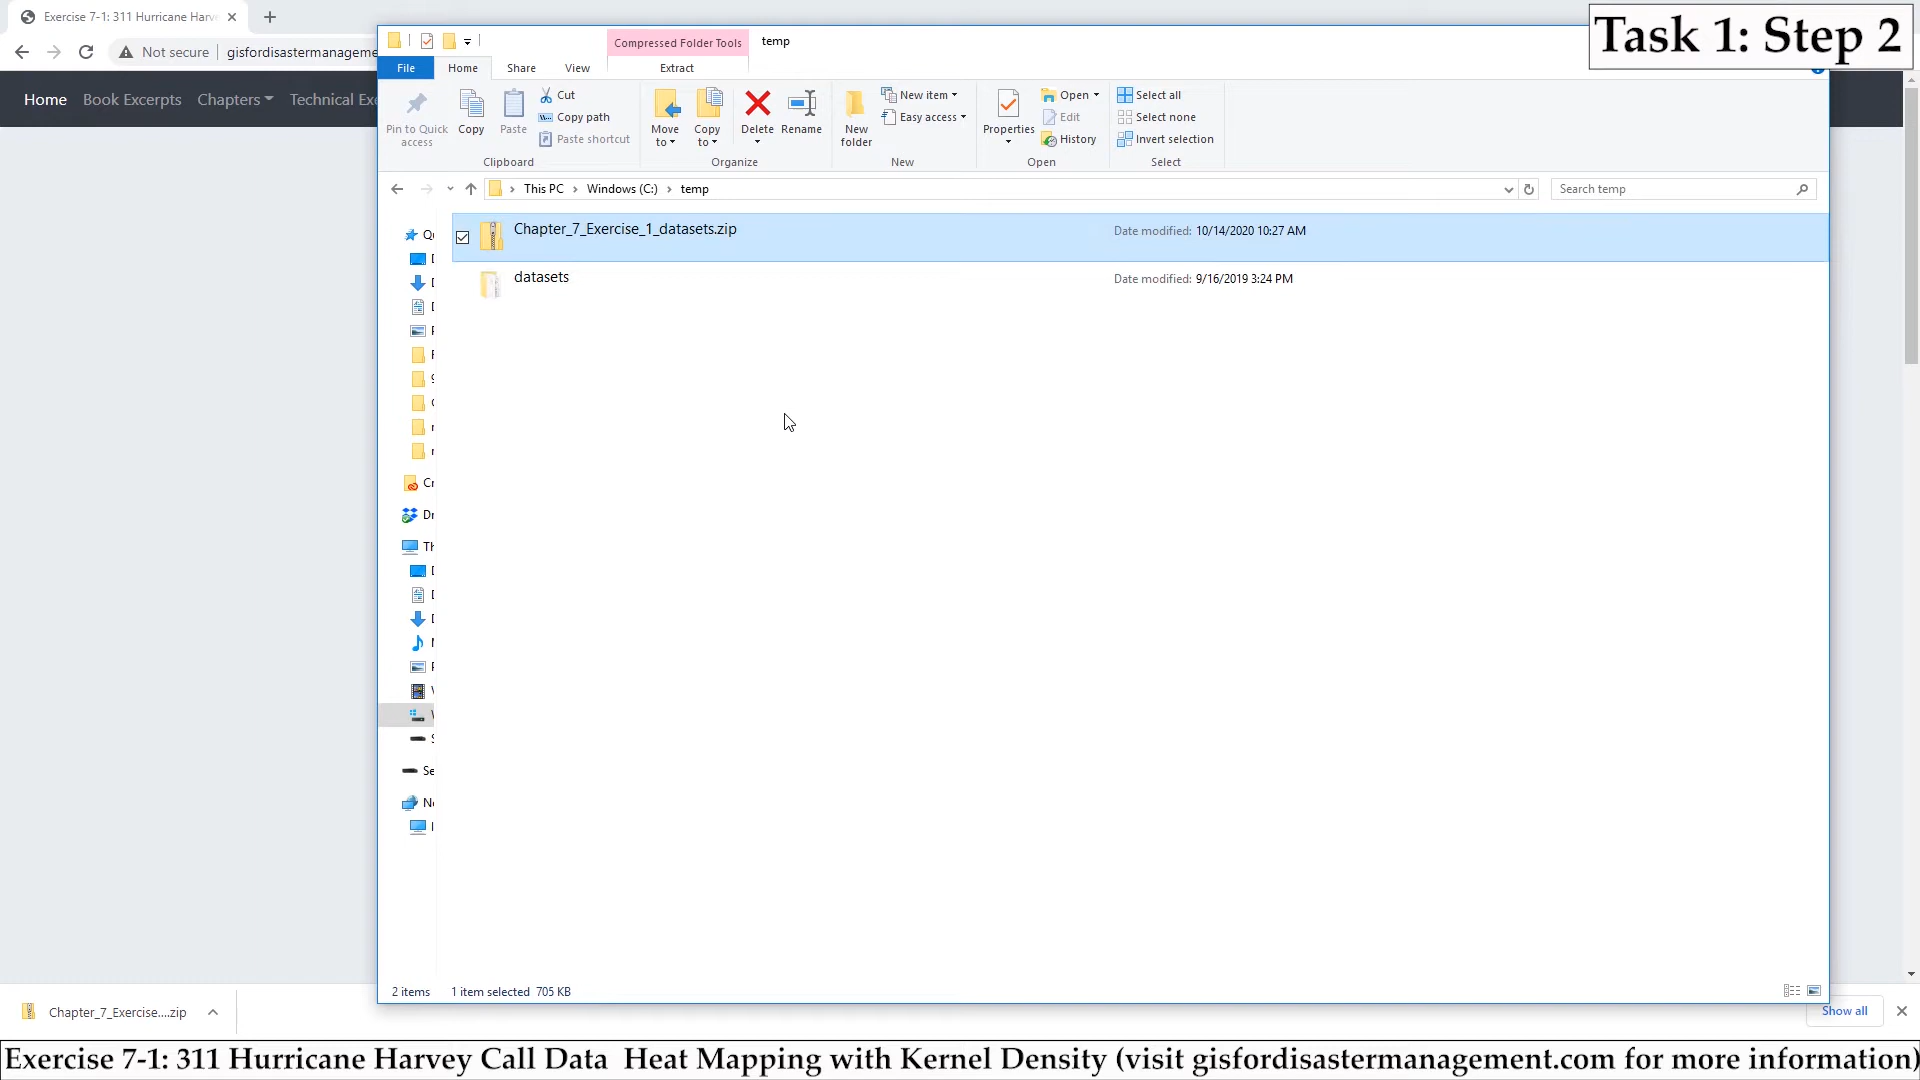 Exercise 7-1: 311 Hurricane Harv
Task 1: Step 2
Not secure
gisfordisastermanageme
Home
Book Excerpts
Chapters
Technical Exe
Compressed Folder Tools
temp
File
Home
Share
View
Extract
Pin to Quick access
Copy
Paste
Cut
Copy path
Paste shortcut
Clipboard
Move to
Copy to
Delete
Rename
Organize
New folder
New item
Easy access
New
Properties
Open
Edit
History
Open
Select all
Select none
Invert selection
Select
This PC
Windows (C:)
temp
Search temp
Chapter_7_Exercise_1_datasets.zip
Date modified: 10/14/2020 10:27 AM
datasets
Date modified: 9/16/2019 3:24 PM
2 items
1 item selected 705 KB
Chapter_7_Exercise....zip
Show all
Exercise 7-1: 311 Hurricane Harvey Call Data Heat Mapping with Kernel Density (visit gisfordisastermanagement.com for more information)